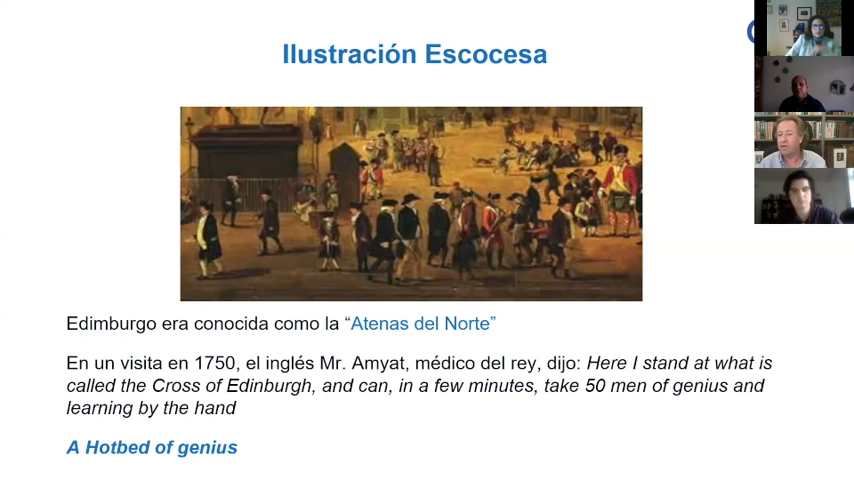 Ilustración Escocesa
Edimburgo era conocida como la “Atenas del Norte”
En un visita en 1750, el inglés Mr. Amyat, médico del rey, dijo: Here I stand at what is
called the Cross of Edinburgh, and can, in a few minutes, take 50 men of genius and
learning by the hand
A Hotbed of genius